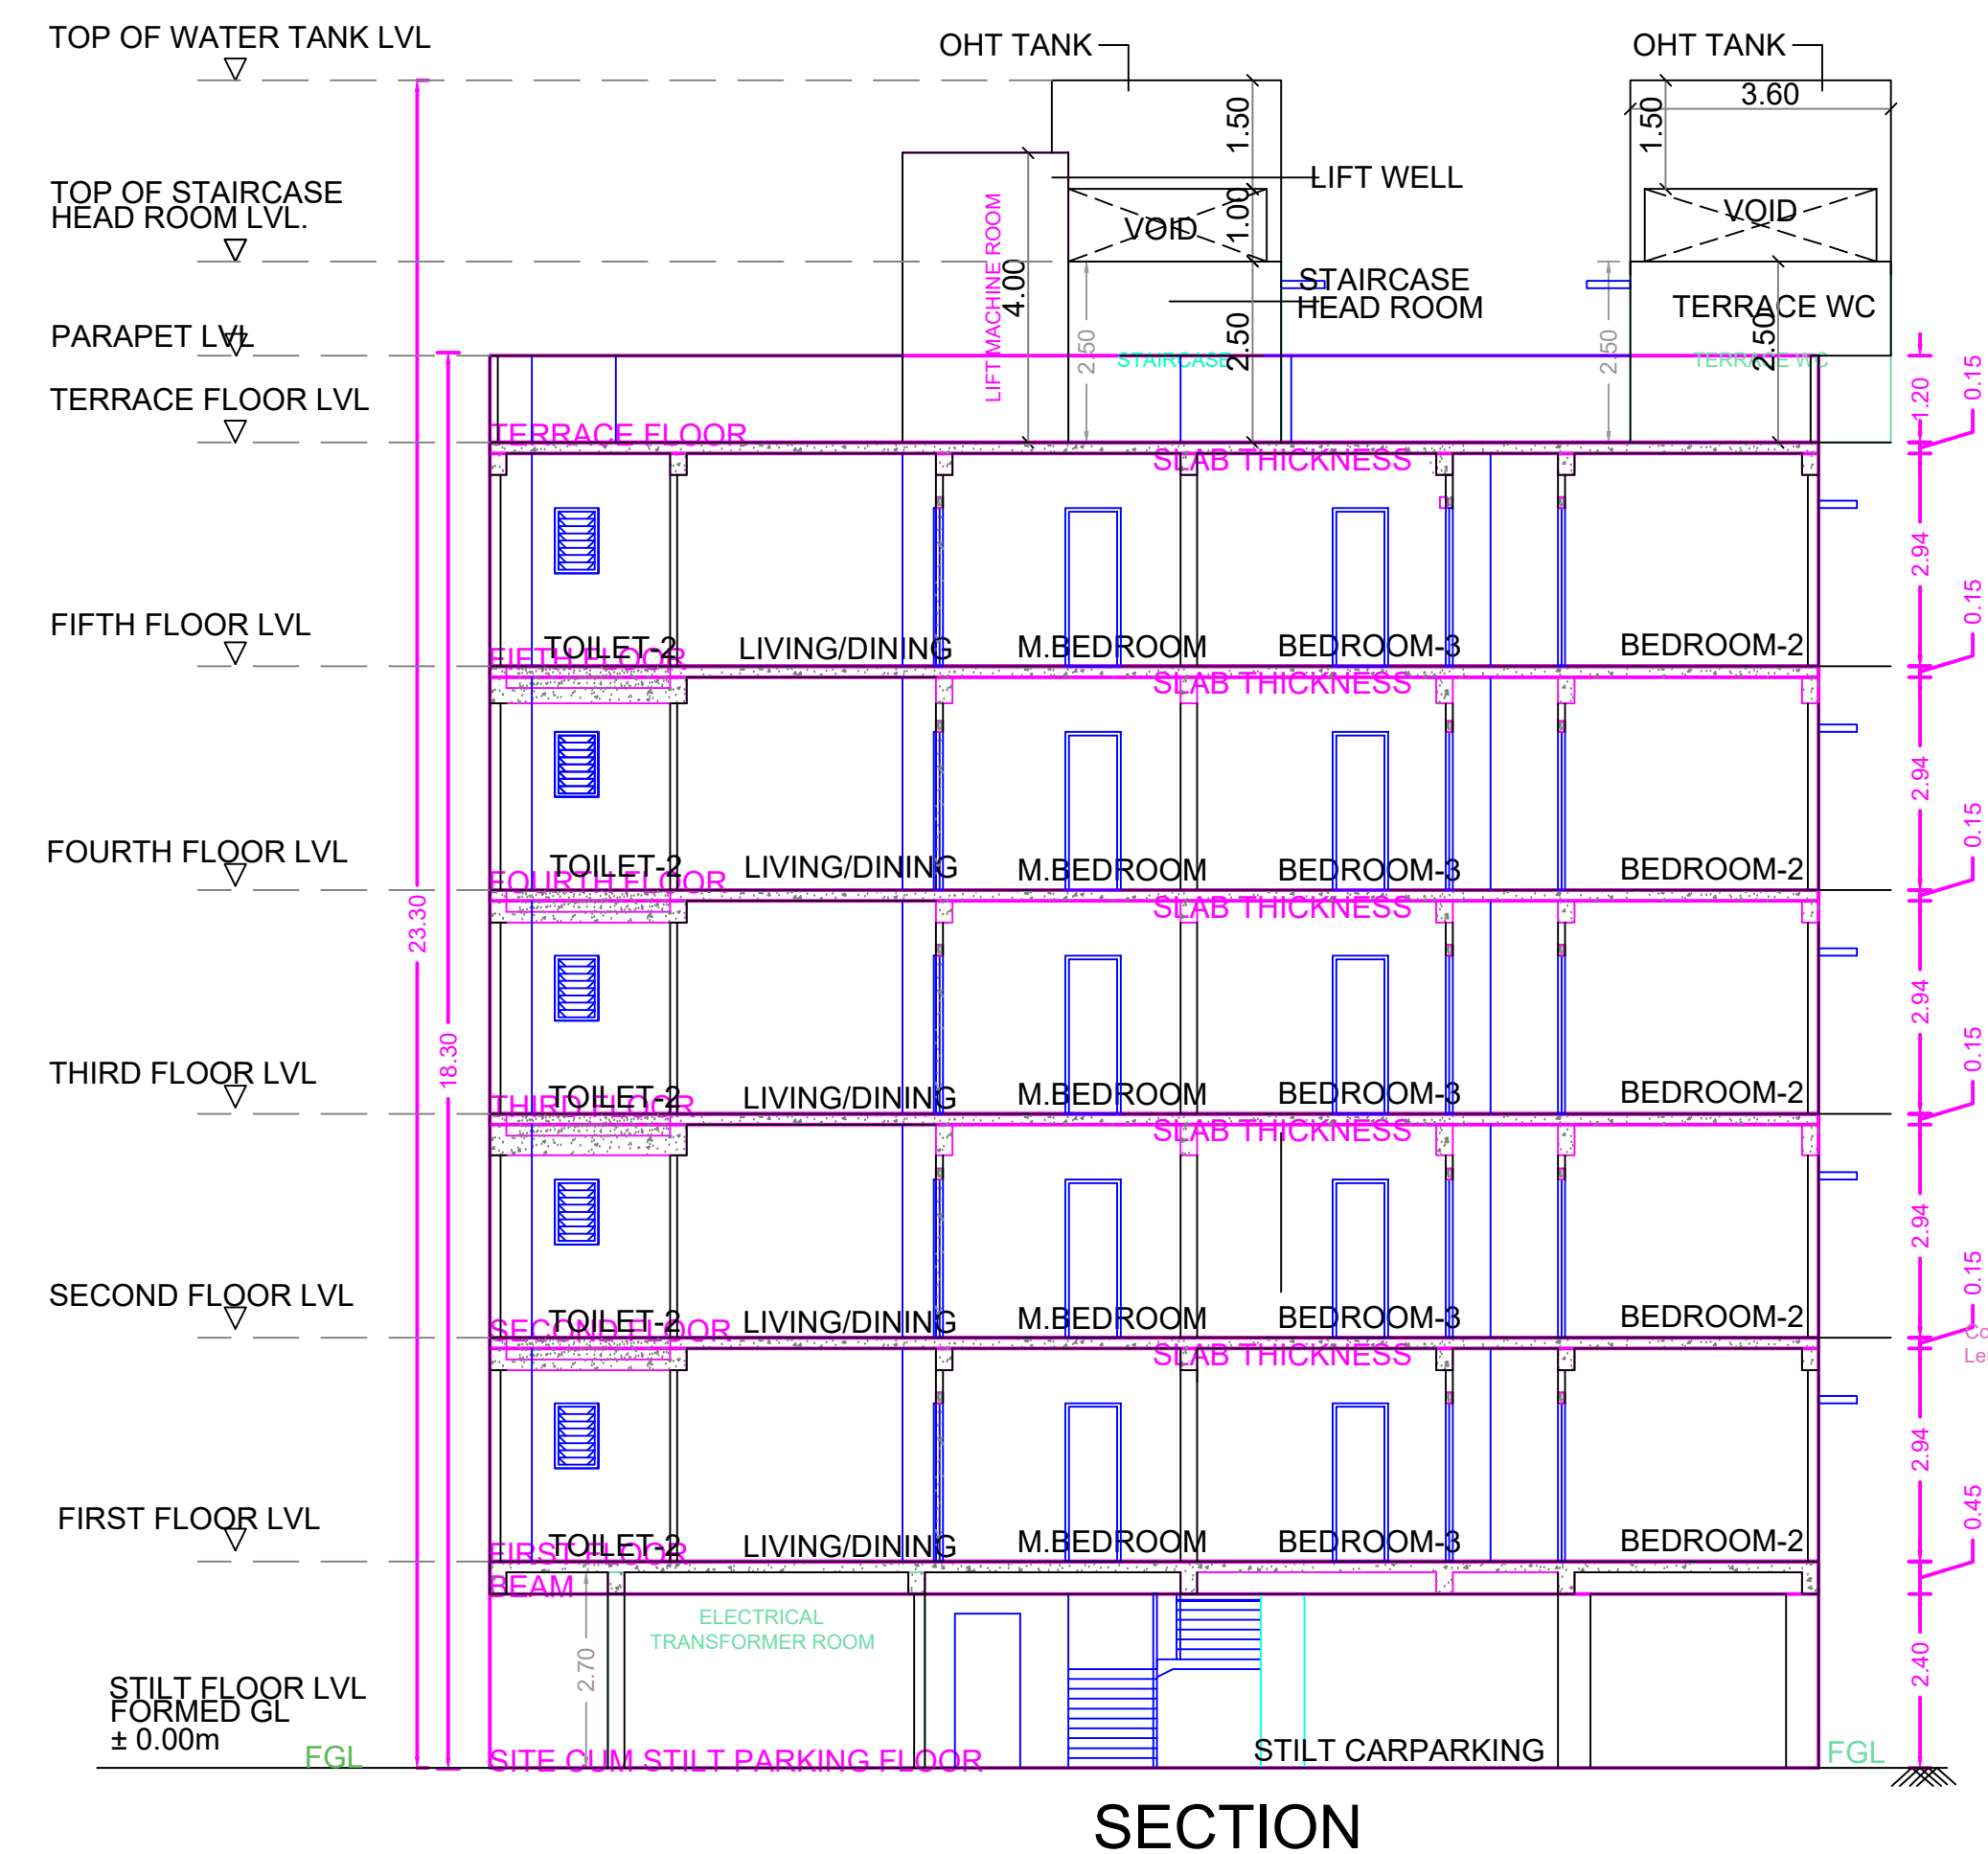 TOP OF WATER TANK LVL
OHT TANK
OHT TANK
3.60
1.50
1.50
TOP OF STAIRCASE
HEAD ROOM LVL.
LIFT WELL
VOID
1.00
VOID
LIFT MACHINE ROOM
4.00
STAIRCASE
HEAD ROOM
TERRACE WC
PARAPET LVL
2.50
STAIRCASE
2.50
2.50
TERRACE WC
2.50
TERRACE FLOOR LVL
1.20
0.15
TERRACE FLOOR
SLAB THICKNESS
2.94
FIFTH FLOOR LVL
0.15
TOILET-2
LIVING/DINING
M.BEDROOM
BEDROOM-3
BEDROOM-2
FIFTH FLOOR
SLAB THICKNESS
2.94
FOURTH FLOOR LVL
0.15
TOILET-2
LIVING/DINING
M.BEDROOM
BEDROOM-3
BEDROOM-2
FOURTH FLOOR
SLAB THICKNESS
23.30
2.94
18.30
THIRD FLOOR LVL
0.15
TOILET-2
LIVING/DINING
M.BEDROOM
BEDROOM-3
BEDROOM-2
THIRD FLOOR
SLAB THICKNESS
2.94
SECOND FLOOR LVL
0.15
TOILET-2
LIVING/DINING
M.BEDROOM
BEDROOM-3
BEDROOM-2
SECOND FLOOR
SLAB THICKNESS
2.94
FIRST FLOOR LVL
0.45
TOILET-2
LIVING/DINING
M.BEDROOM
BEDROOM-3
BEDROOM-2
FIRST FLOOR
BEAM
ELECTRICAL
TRANSFORMER ROOM
2.70
2.40
STILT FLOOR LVL
FORMED GL
± 0.00m
FGL
SITE CUM STILT PARKING FLOOR
STILT CARPARKING
FGL
SECTION